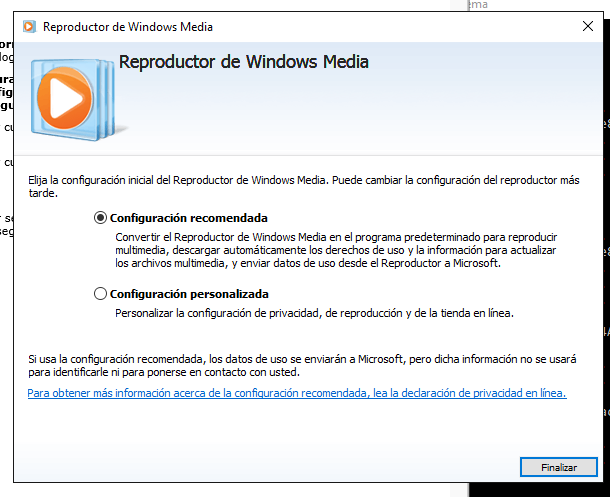 ema
Reproductor de Windows Media
Reproductor de Windows Media
Elija la configuración inicial del Reproductor de Windows Media. Puede cambiar la configuración del reproductor más
tarde.
Configuración recomendada
Convertir el Reproductor de Windows Media en el programa predeterminado para reproducir
multimedia, descargar automáticamente los derechos de uso y la información para actualizar
los archivos multimedia, y enviar datos de uso desde el Reproductor a Microsoft.
Configuración personalizada
Personalizar la configuración de privacidad, de reproducción y de la tienda en línea.
Si usa la configuración recomendada, los datos de uso se enviarán a Microsoft, pero dicha información no se usará
para identificarle ni para ponerse en contacto con usted.
Para obtener más información acerca de la configuración recomendada, lea la declaración de privacidad en línea.
Finalizar